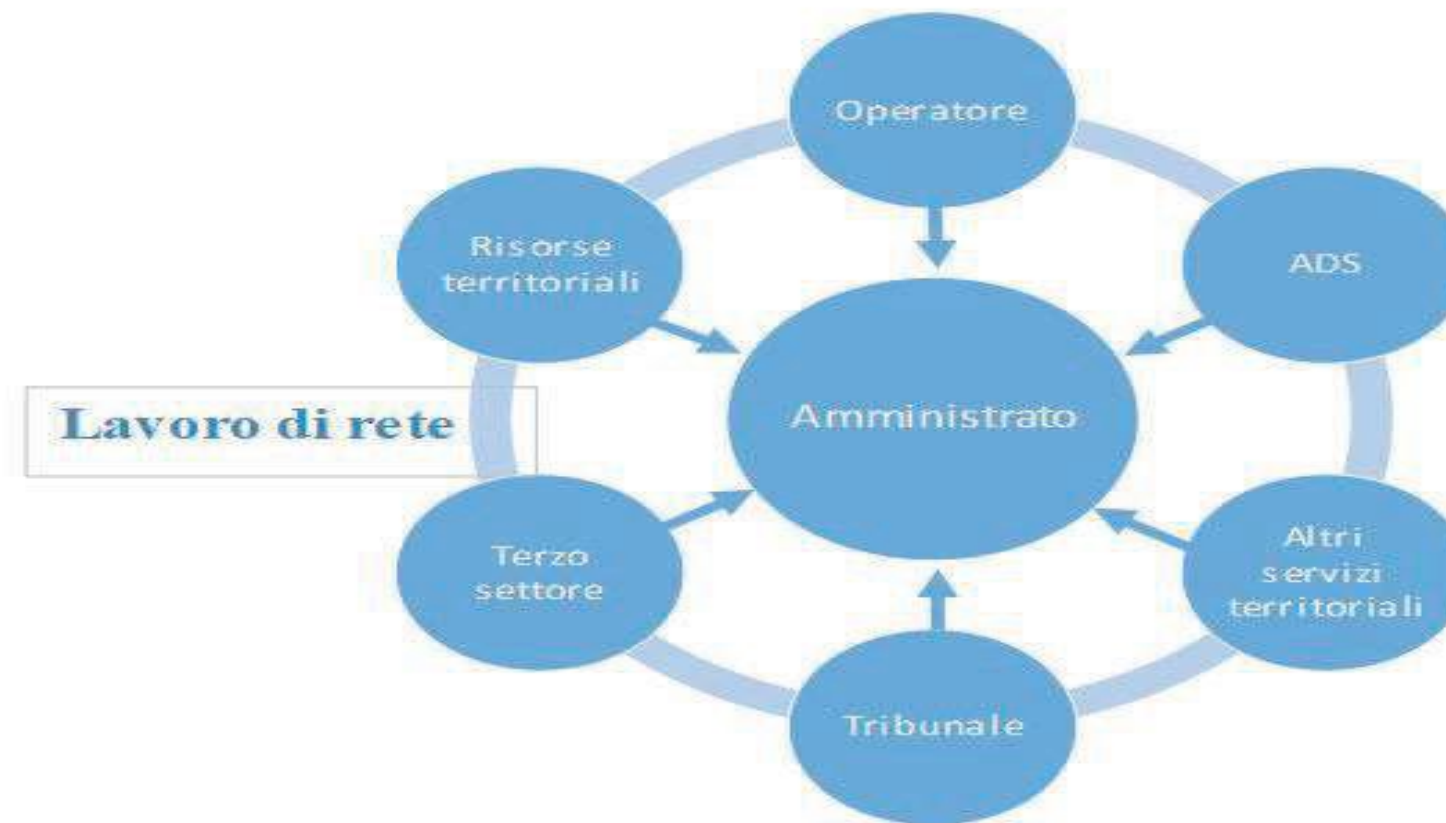 Operatore
Risorse
territoriali
ADS
Lavoro di rete
Amministrato
Terzo
settore
Altri
servizi
territoriali
Tribunale